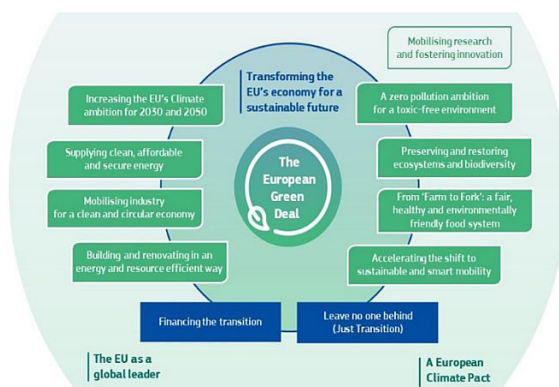 Mobilising research
and fostering innovation
Transforming the
EU's economy for a
sustainable future
Increasing the EU's Climate
ambition for 2030 and 2050
A zero pollution ambition
for a toxic-free environment
Supplying clean, affordable
and secure energy
Preserving and restoring
ecosystems and biodiversity
The
European
Green
Deal
Mobilising industry
for a clean and circular economy
From 'Farm to Fork': a fair,
healthy and environmentally
friendly food system
Building and renovating in an
energy and resource efficient way
Accelerating the shift to
sustainable and smart mobility
Financing the transition
Leave no one behind
(Just Transition)
The EU as a
global leader
A European
Climate Pact